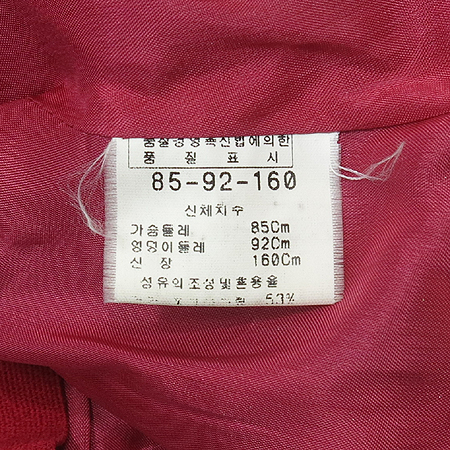 품질경영촉진법에의한
품 질 표 시
85-92-160
신체치수
가슴둘레 85Cm
엉덩이둘레 92Cm
신 장 160Cm
섬유의조성및혼용율
53%